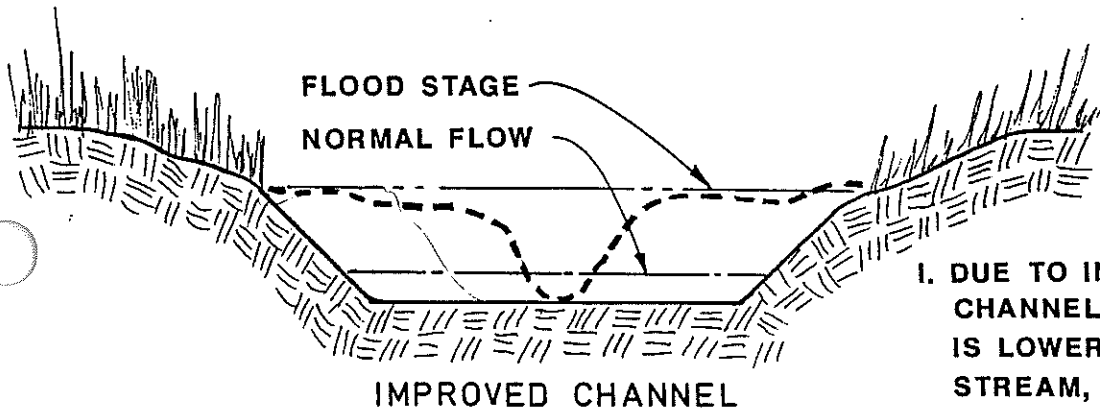 FLOOD STAGE
NORMAL FLOW
I. DUE TO
CHANNEL
IS LOWER
STREAM,
IMPROVED CHANNEL